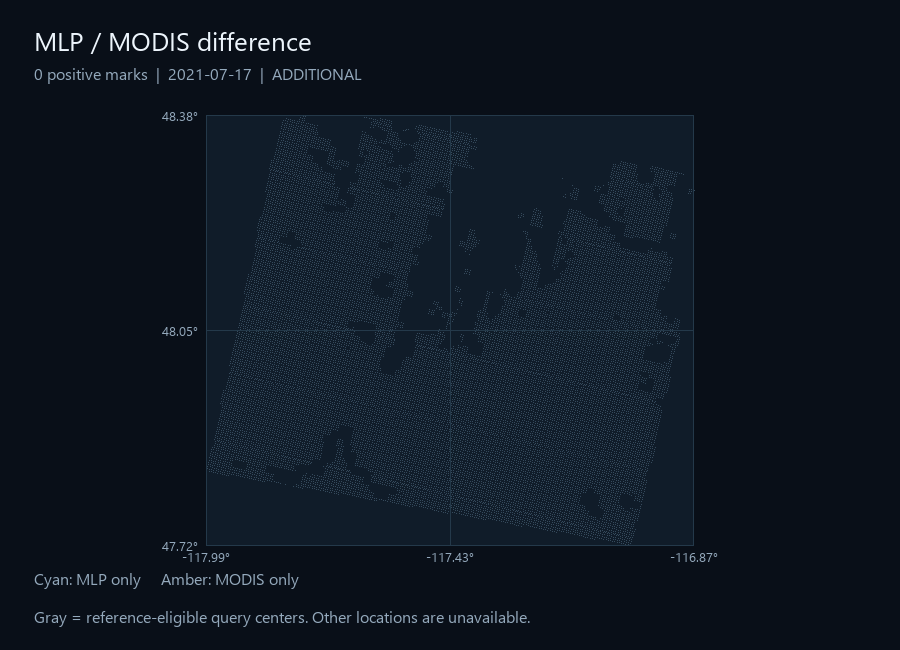 MLP / MODIS difference
0 positive marks | 2021-07-17 | ADDITIONAL
48.38°
48.05°
47.72°
-117.99°
-117.43°
-116.87°
Cyan: MLP only Amber: MODIS only
Gray = reference-eligible query centers. Other locations are unavailable.